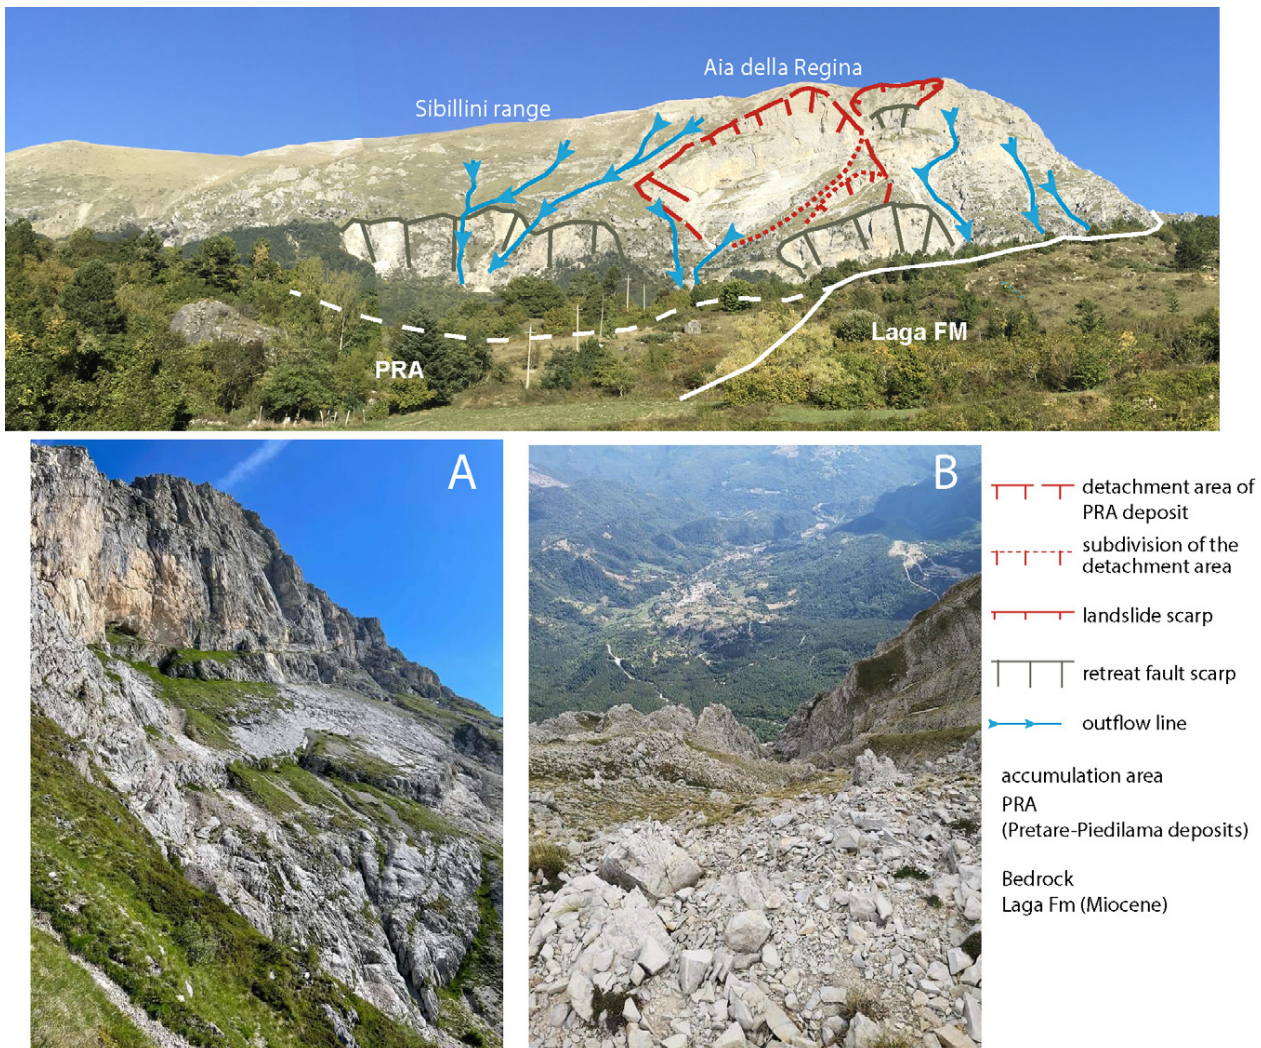 Aia della Regina
Sibillini range
Laga FM
PRA
A
B
detachment area of
PRA deposit
subdivision of the
detachment area
landslide scarp
retreat fault scarp
outflow line
accumulation area
PRA
(Pretare-Piedilama deposits)
Bedrock
Laga Fm (Miocene)